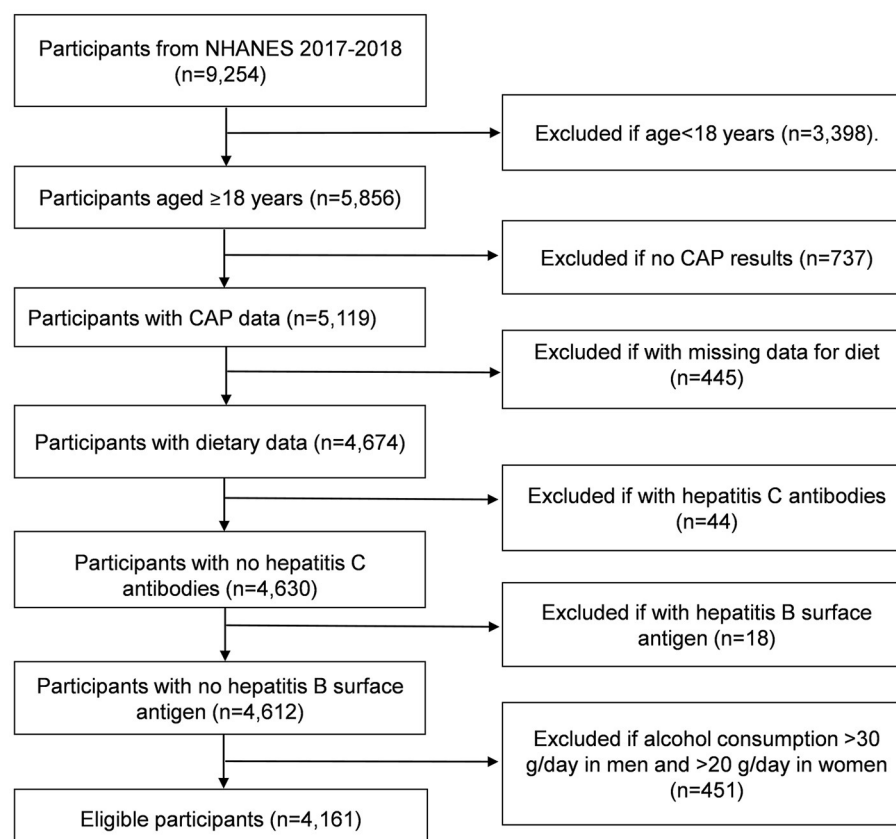 Participants from NHANES 2017-2018
(n=9,254)
Excluded if age<18 years (n=3,398).
Participants aged ≥18 years (n=5,856)
Excluded if no CAP results (n=737)
Participants with CAP data (n=5,119)
Excluded if with missing data for diet
(n=445)
Participants with dietary data (n=4,674)
Excluded if with hepatitis C antibodies
(n=44)
Participants with no hepatitis C
antibodies (n=4,630)
Excluded if with hepatitis B surface
antigen (n=18)
Participants with no hepatitis B surface
antigen (n=4,612)
Excluded if alcohol consumption >30
g/day in men and >20 g/day in women
(n=451)
Eligible participants (n=4,161)